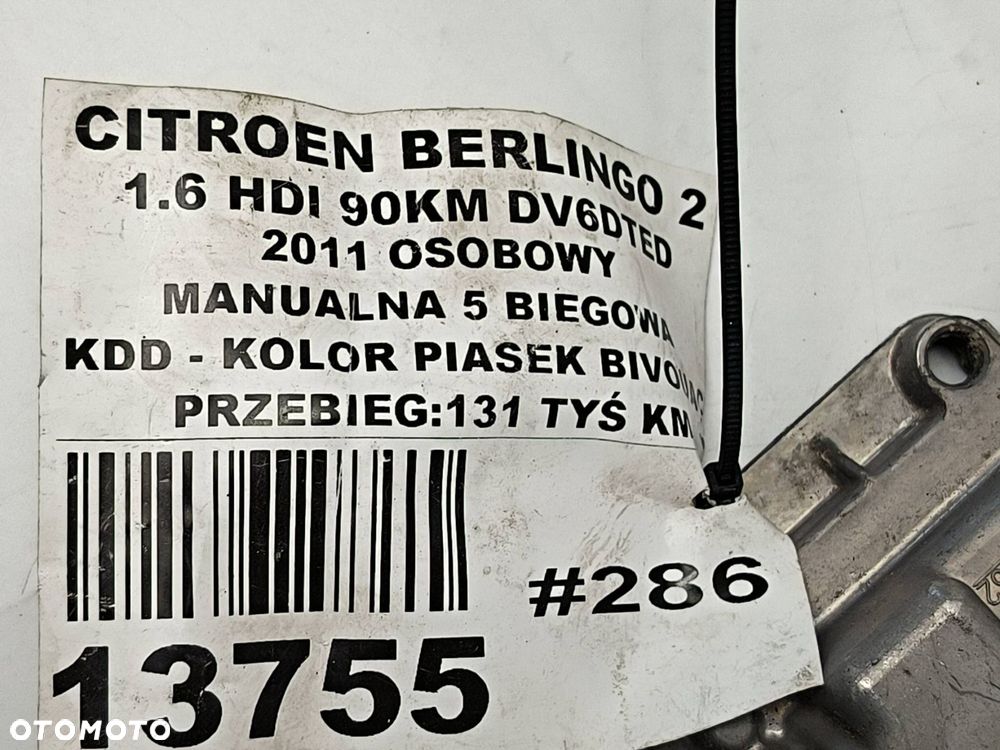 CITROEN BERLINGO 2
1.6 HDI 90KM DV6DTED
2011 OSOBOWY
MANUALNA 5 BIEGOWA
KDD - KOLOR PIASEK
PRZEBIEG:131 TYŚ KM
#286
13755
OTOMOTO